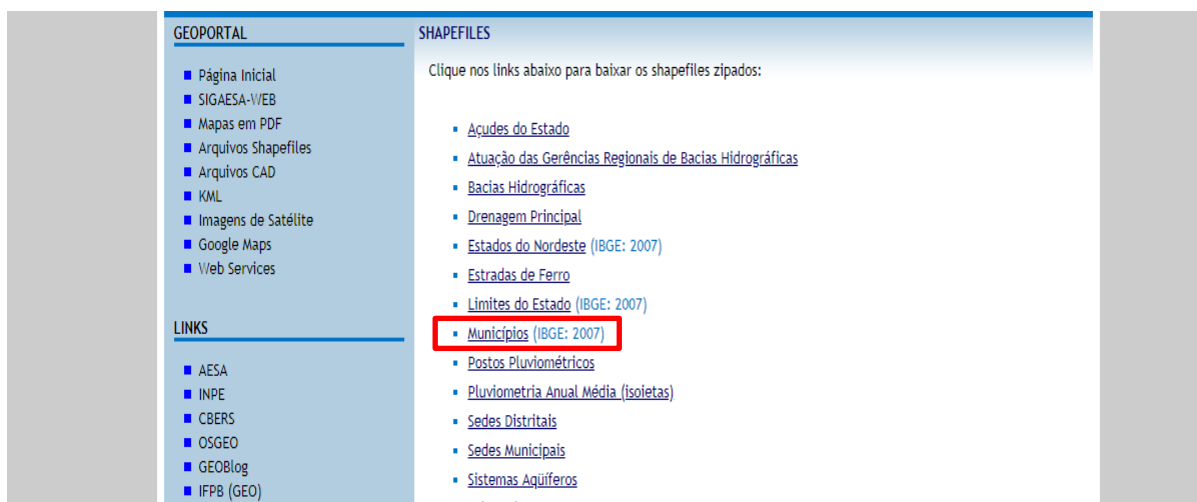 GEOPORTAL
Página Inicial
SIGAESA-WEB
Mapas em PDF
Arquivos Shapefiles
Arquivos CAD
KML
Imagens de Satélite
Google Maps
Web Services
LINKS
AESA
INPE
CBERS
OSGEO
GEOBlog
IFPB (GEO)
SHAPEFILES
Clique nos links abaixo para baixar os shapefiles zipados:
Açudes do Estado
Atuação das Gerências Regionais de Bacias Hidrográficas
Bacias Hidrográficas
Drenagem Principal
Estados do Nordeste (IBGE: 2007)
Estradas de Ferro
Limites do Estado (IBGE: 2007)
Municípios (IBGE: 2007)
Postos Pluviométricos
Pluviometria Anual Média (isoietas)
Sedes Distritais
Sedes Municipais
Sistemas Aqüíferos